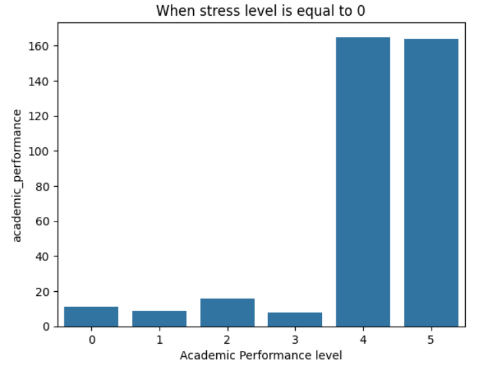 When stress level is equal to 0
academic_performance
160
140
120
100
80
60
40
20
0
0 1 2 3 4 5
Academic Performance level